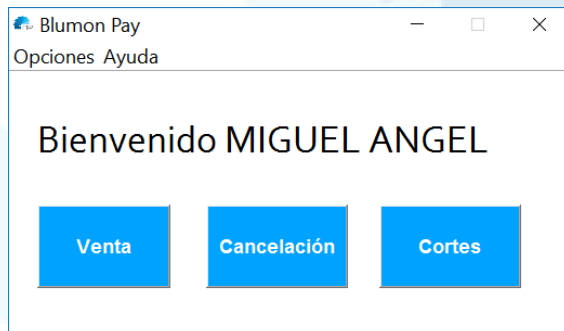 Blumon Pay
Opciones Ayuda
Bienvenido MIGUEL ANGEL
Venta Cancelación Cortes